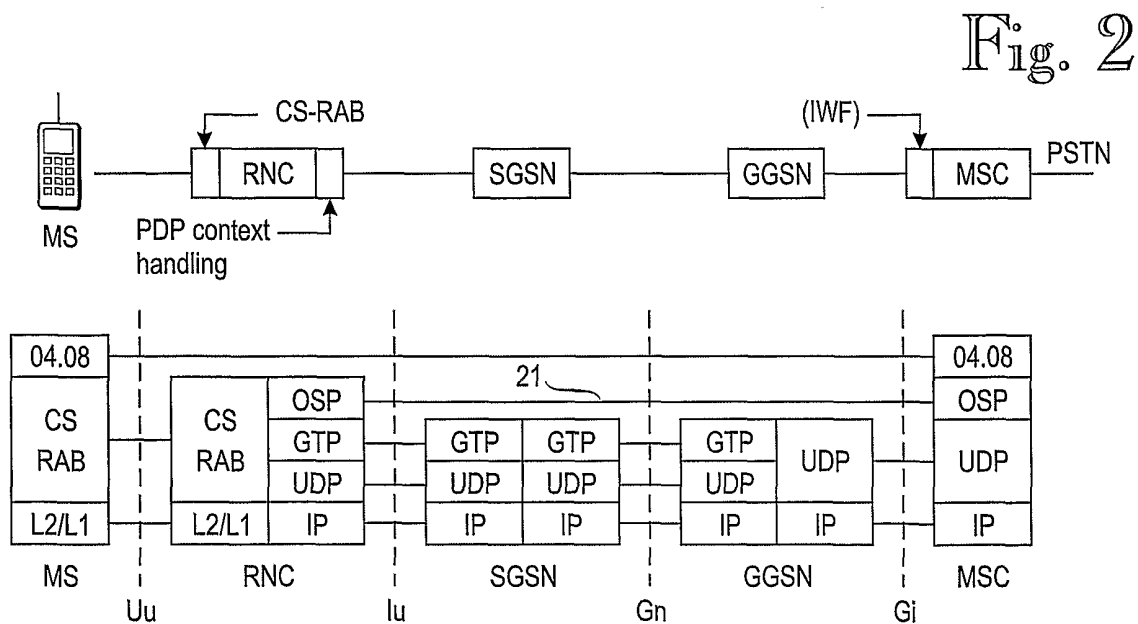 Fig. 2
CS-RAB
(IWF)
RNC
SGSN
GGSN
MSC
PSTN
MS
PDP context
handling
04.08
04.08
21
CS
RAB
CS
RAB
OSP
OSP
GTP
GTP
GTP
GTP
UDP
UDP
UDP
UDP
UDP
UDP
L2/L1
L2/L1
IP
IP
IP
IP
IP
IP
MS
RNC
SGSN
GGSN
MSC
Uu
Iu
Gn
Gi